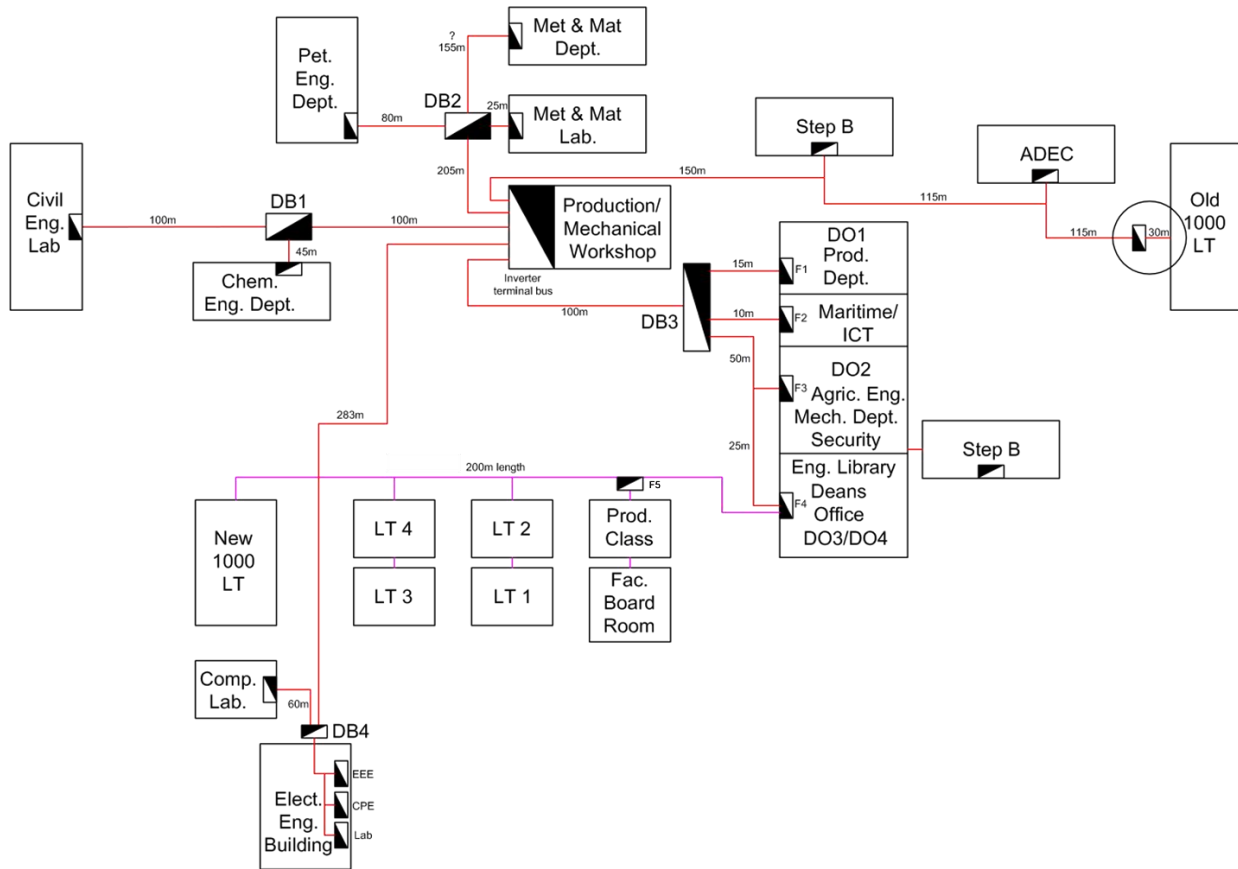 ?
155m
Met & Mat
Dept.
Pet.
Eng.
Dept.
DB2
25m
80m
Met & Mat
Lab.
Step B
ADEC
205m
150m
Civil
Eng.
Lab
100m
DB1
100m
Production/
Mechanical
Workshop
115m
Old
1000
LT
115m
30m
45m
Chem.
Eng. Dept.
Inverter
terminal bus
100m
DB3
15m
F1
DO1
Prod.
Dept.
10m
F2
Maritime/
ICT
50m
F3
DO2
Agric. Eng.
Mech. Dept.
Security
283m
25m
Step B
200m length
F5
F4
Eng. Library
Deans
Office
DO3/DO4
New
1000
LT
LT 4
LT 2
Prod.
Class
LT 3
LT 1
Fac.
Board
Room
Comp.
Lab.
60m
DB4
Elect.
Eng.
Building
EEE
CPE
Lab